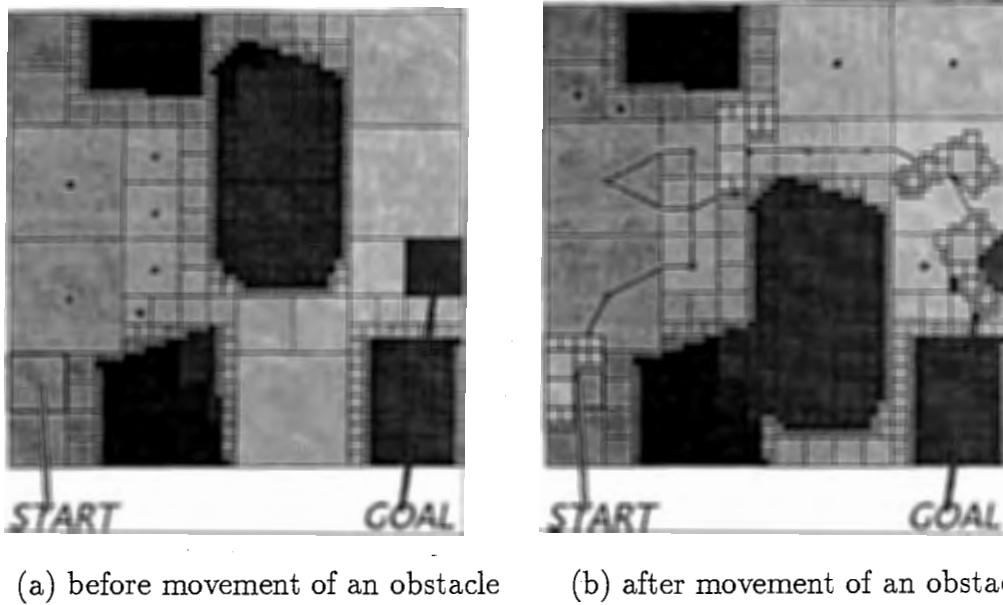 START GOAL START GOAL
(a) before movement of an obstacle (b) after movement of an obstac